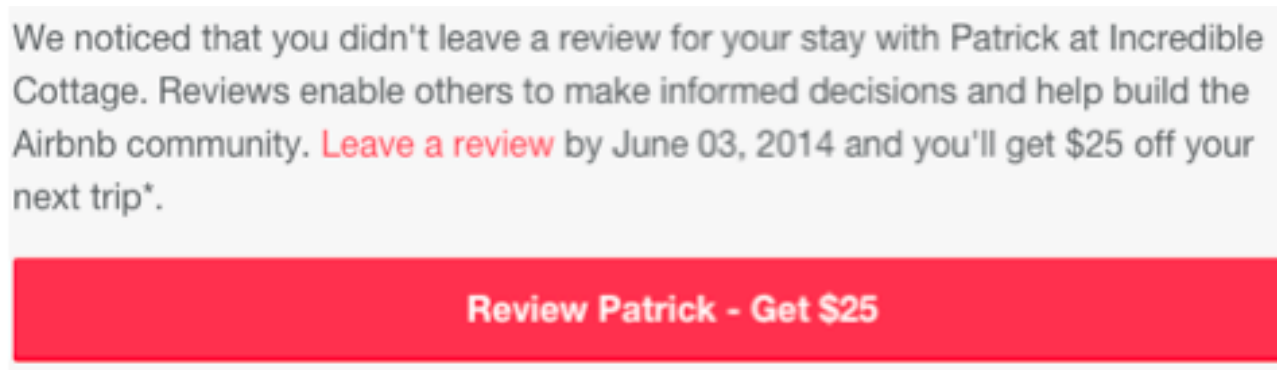 We noticed that you didn't leave a review for your stay with Patrick at Incredible
Cottage. Reviews enable others to make informed decisions and help build the
Airbnb community. Leave a review by June 03, 2014 and you'll get $25 off your
next trip*.
Review Patrick - Get $25